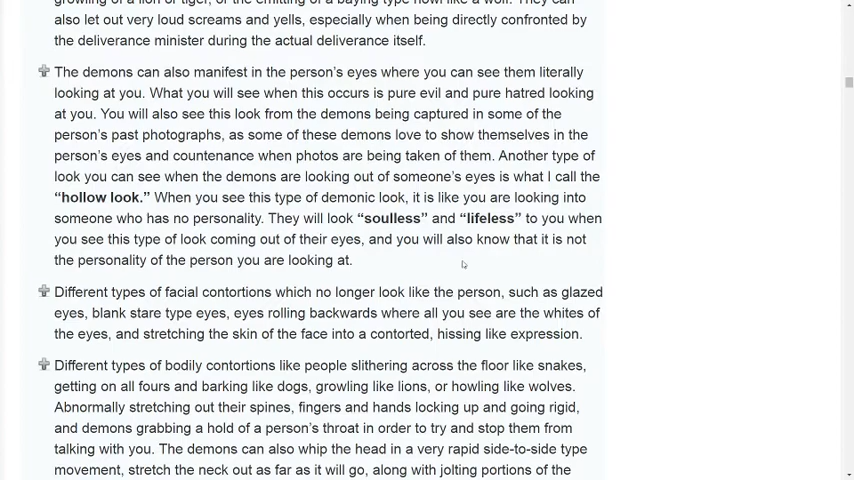 growling of a lion or tiger, or the emitting of a baying type howl like a wolf. They can
also let out very loud screams and yells, especially when being directly confronted by
the deliverance minister during the actual deliverance itself.
The demons can also manifest in the person's eyes where you can see them literally
looking at you. What you will see when this occurs is pure evil and pure hatred looking
at you. You will also see this look from the demons being captured in some of the
person's past photographs, as some of these demons love to show themselves in the
person's eyes and countenance when photos are being taken of them. Another type of
look you can see when the demons are looking out of someone's eyes is what I call the
“hollow look.” When you see this type of demonic look, it is like you are looking into
someone who has no personality. They will look “soulless” and “lifeless” to you when
you see this type of look coming out of their eyes, and you will also know that it is not
the personality of the person you are looking at.
Different types of facial contortions which no longer look like the person, such as glazed
eyes, blank stare type eyes, eyes rolling backwards where all you see are the whites of
the eyes, and stretching the skin of the face into a contorted, hissing like expression.
Different types of bodily contortions like people slithering across the floor like snakes,
getting on all fours and barking like dogs, growling like lions, or howling like wolves.
Abnormally stretching out their spines, fingers and hands locking up and going rigid,
and demons grabbing a hold of a person's throat in order to try and stop them from
talking with you. The demons can also whip the head in a very rapid side-to-side type
movement, stretch the neck out as far as it will go, along with jolting portions of the